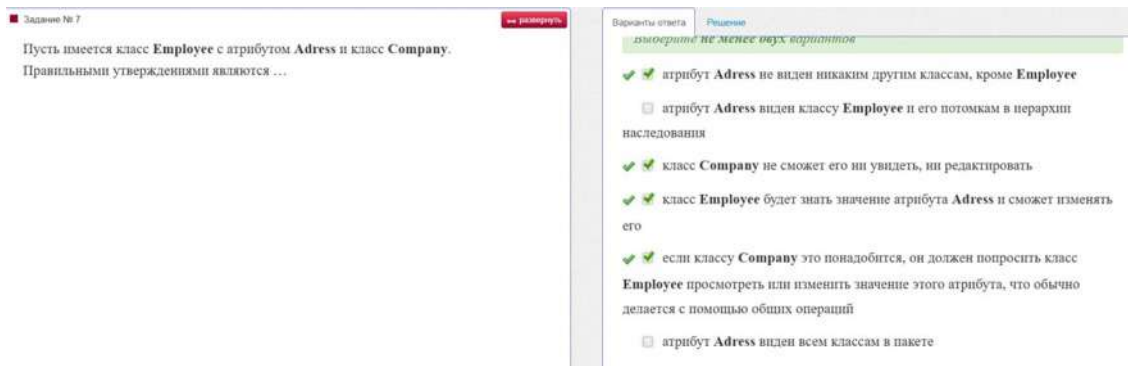 Задание № 7
развернуть
Пусть имеется класс Employee с атрибутом Adress и класс Company.
Правильными утверждениями являются …
Варианты ответа
Решение
Выберите не менее двух вариантов
атрибут Adress не виден никаким другим классам, кроме Employee
атрибут Adress виден классу Employee и его потомкам в иерархии
наследования
класс Company не сможет его ни увидеть, ни редактировать
класс Employee будет знать значение атрибута Adress и сможет изменять
его
если классу Company это понадобится, он должен попросить класс
Employee просмотреть или изменить значение этого атрибута, что обычно
делается с помощью общих операций
атрибут Adress виден всем классам в пакете